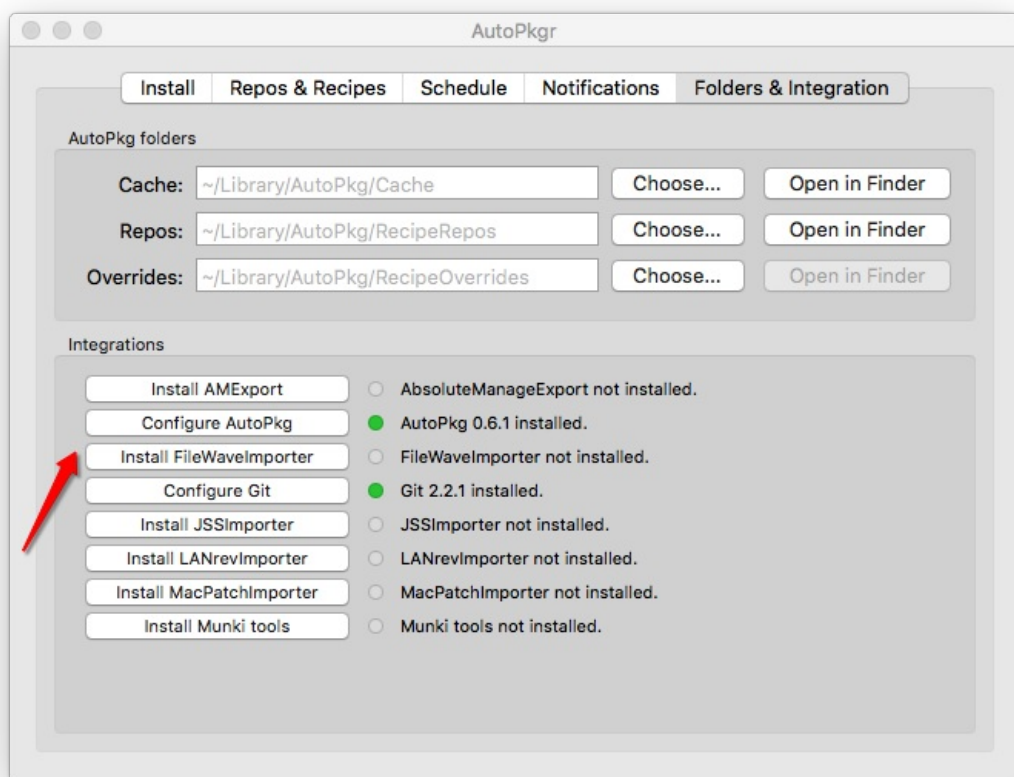 AutoPkgr
Install Repos & Recipes Schedule Notifications Folders & Integration
AutoPkg folders
Cache: ~/Library/AutoPkg/Cache Choose... Open in Finder
Repos: ~/Library/AutoPkg/RecipeRepos Choose... Open in Finder
Overrides: ~/Library/AutoPkg/RecipeOverrides Choose... Open in Finder
Integrations
Install AMExport AbsoluteManageExport not installed.
Configure AutoPkg AutoPkg 0.6.1 installed.
Install FileWaveImporter FileWaveImporter not installed.
Configure Git Git 2.2.1 installed.
Install JSSImporter JSSImporter not installed.
Install LANrevImporter LANrevImporter not installed.
Install MacPatchImporter MacPatchImporter not installed.
Install Munki tools Munki tools not installed.